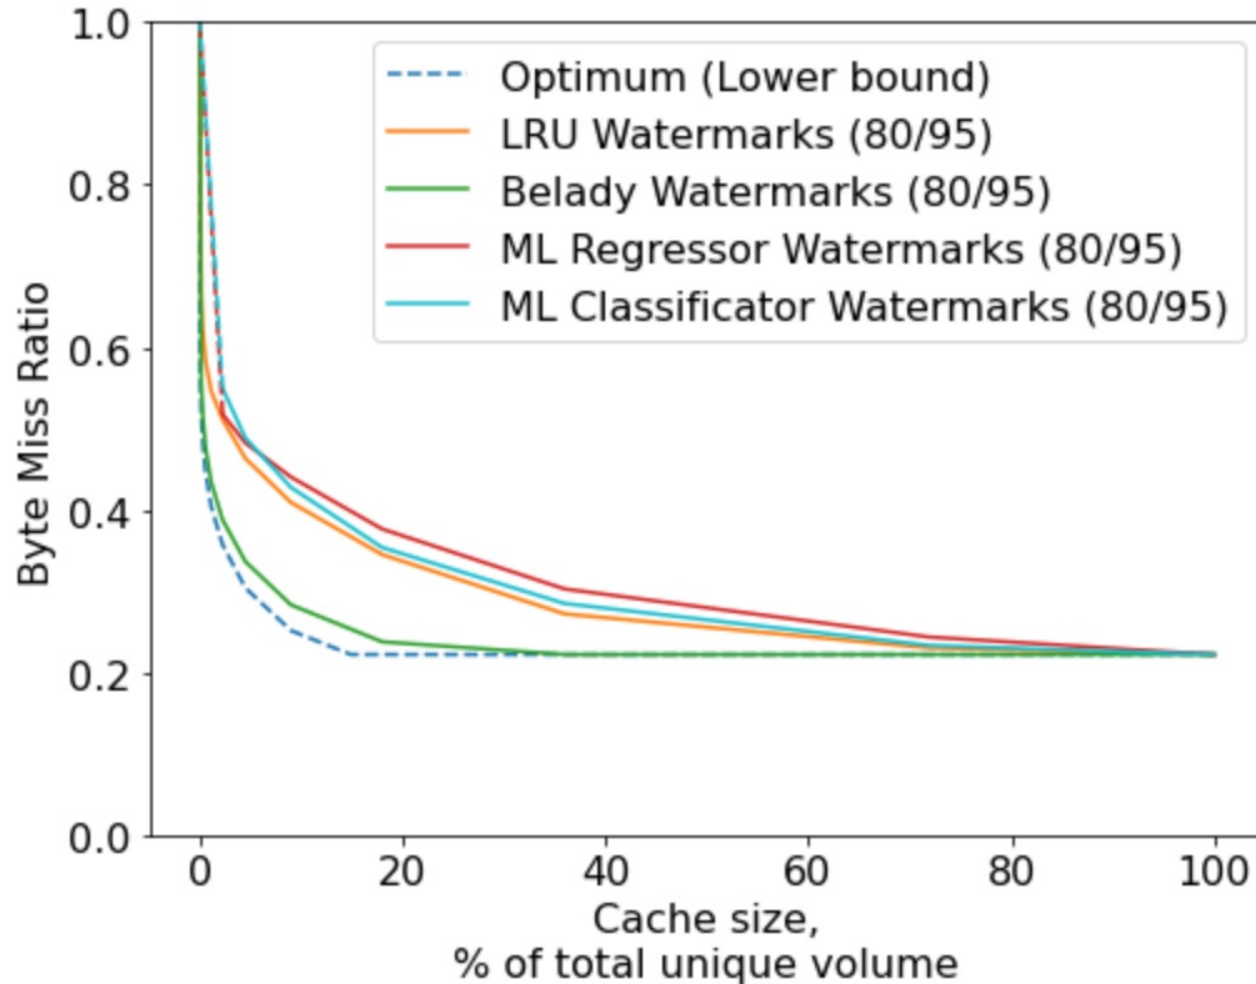 1.0
0.8
0.6
0.4
0.2
0.0
Byte Miss Ratio
Optimum (Lower bound)
LRU Watermarks (80/95)
Belady Watermarks (80/95)
ML Regressor Watermarks (80/95)
ML Classificator Watermarks (80/95)
0 20 40 60 80 100
Cache size,
% of total unique volume